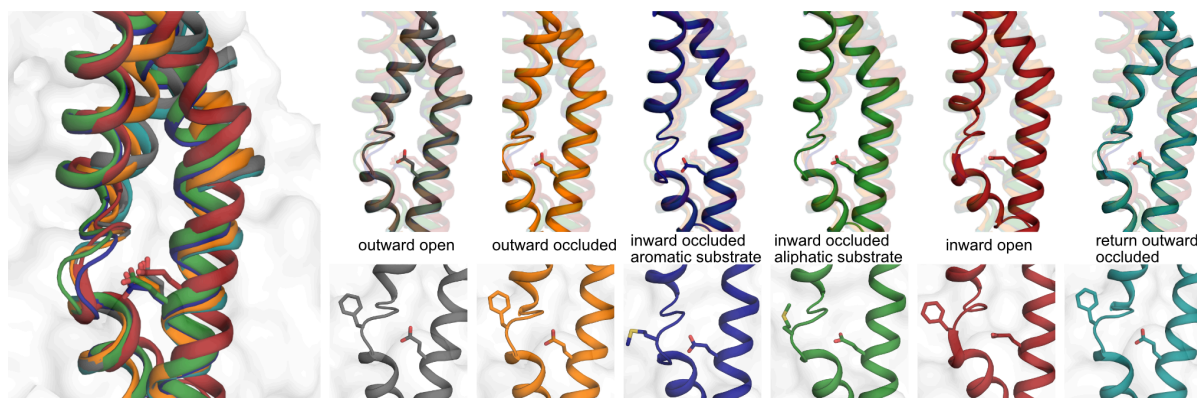 outward open
outward occluded
inward occluded
aromatic substrate
inward occluded
aliphatic substrate
inward open
return outward
occluded